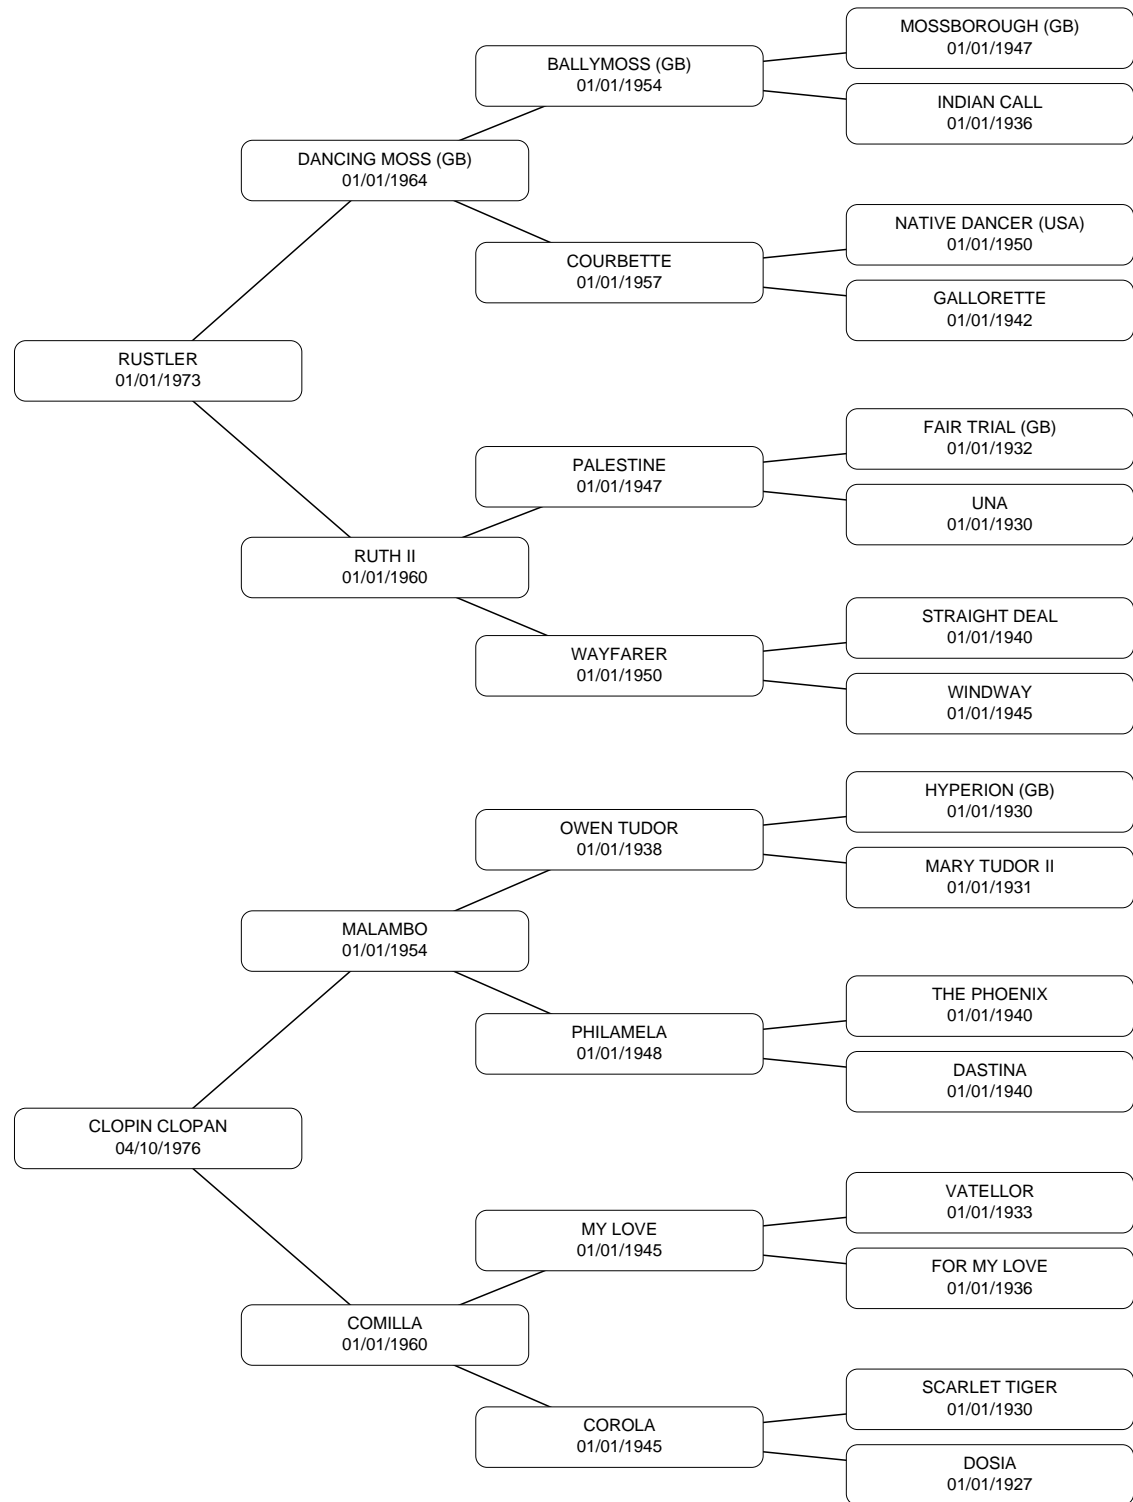 MOSSBOROUGH (GB)
01/01/1947
BALLYMOSS (GB)
01/01/1954
INDIAN CALL
01/01/1936
DANCING MOSS (GB)
01/01/1964
NATIVE DANCER (USA)
01/01/1950
COURBETTE
01/01/1957
GALLORETTE
01/01/1942
RUSTLER
01/01/1973
FAIR TRIAL (GB)
01/01/1932
PALESTINE
01/01/1947
UNA
01/01/1930
RUTH II
01/01/1960
STRAIGHT DEAL
01/01/1940
WAYFARER
01/01/1950
WINDWAY
01/01/1945
HYPERION (GB)
01/01/1930
OWEN TUDOR
01/01/1938
MARY TUDOR II
01/01/1931
MALAMBO
01/01/1954
THE PHOENIX
01/01/1940
PHILAMELA
01/01/1948
DASTINA
01/01/1940
CLOPIN CLOPAN
04/10/1976
VATELLOR
01/01/1933
MY LOVE
01/01/1945
FOR MY LOVE
01/01/1936
COMILLA
01/01/1960
SCARLET TIGER
01/01/1930
COROLA
01/01/1945
DOSIA
01/01/1927